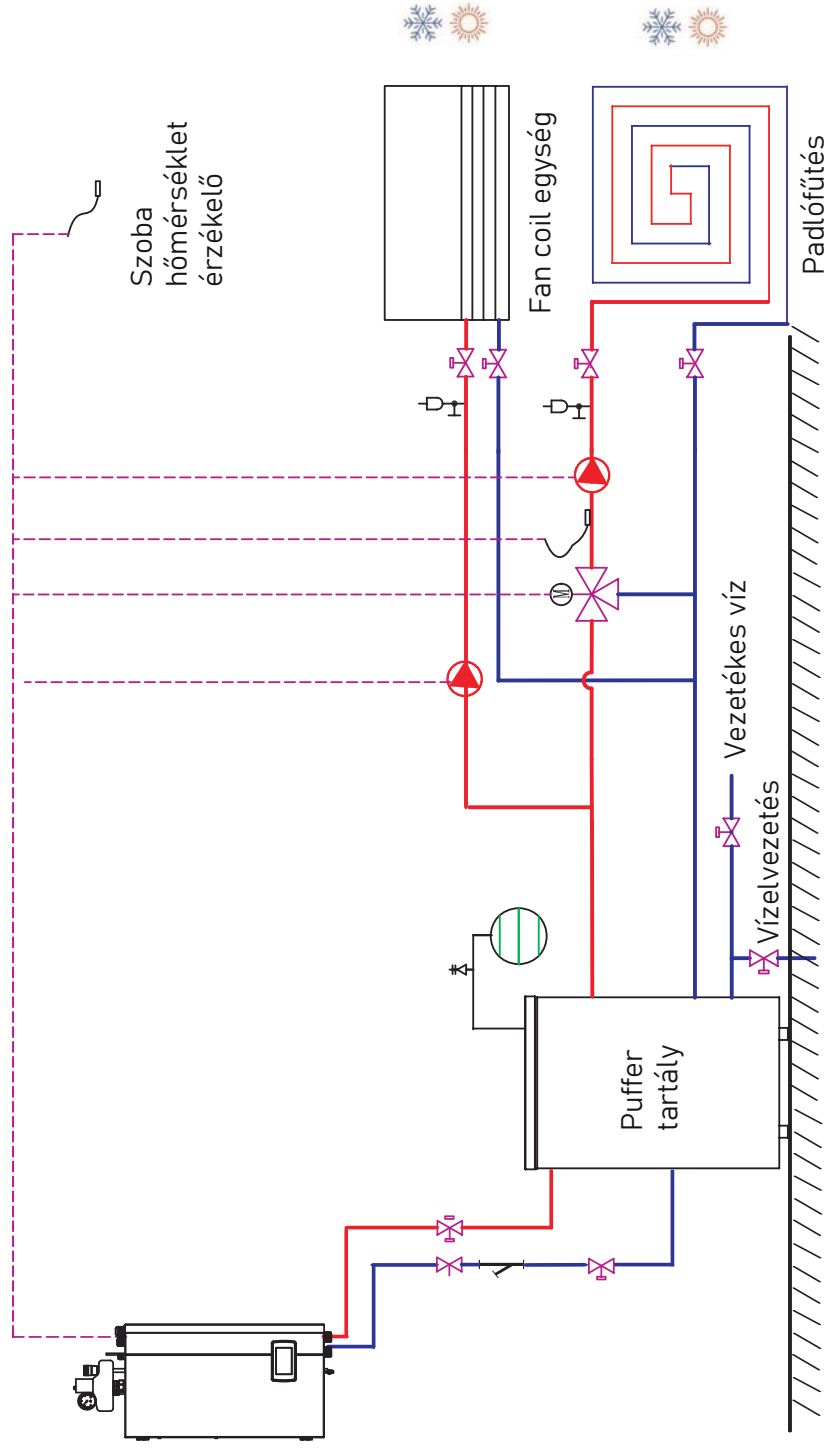 Szoba
hőmérséklet
érzékelő
Fan coil egység
Padlófűtés
M
Vezetékes víz
Vízelvezetés
Puffer
tartály